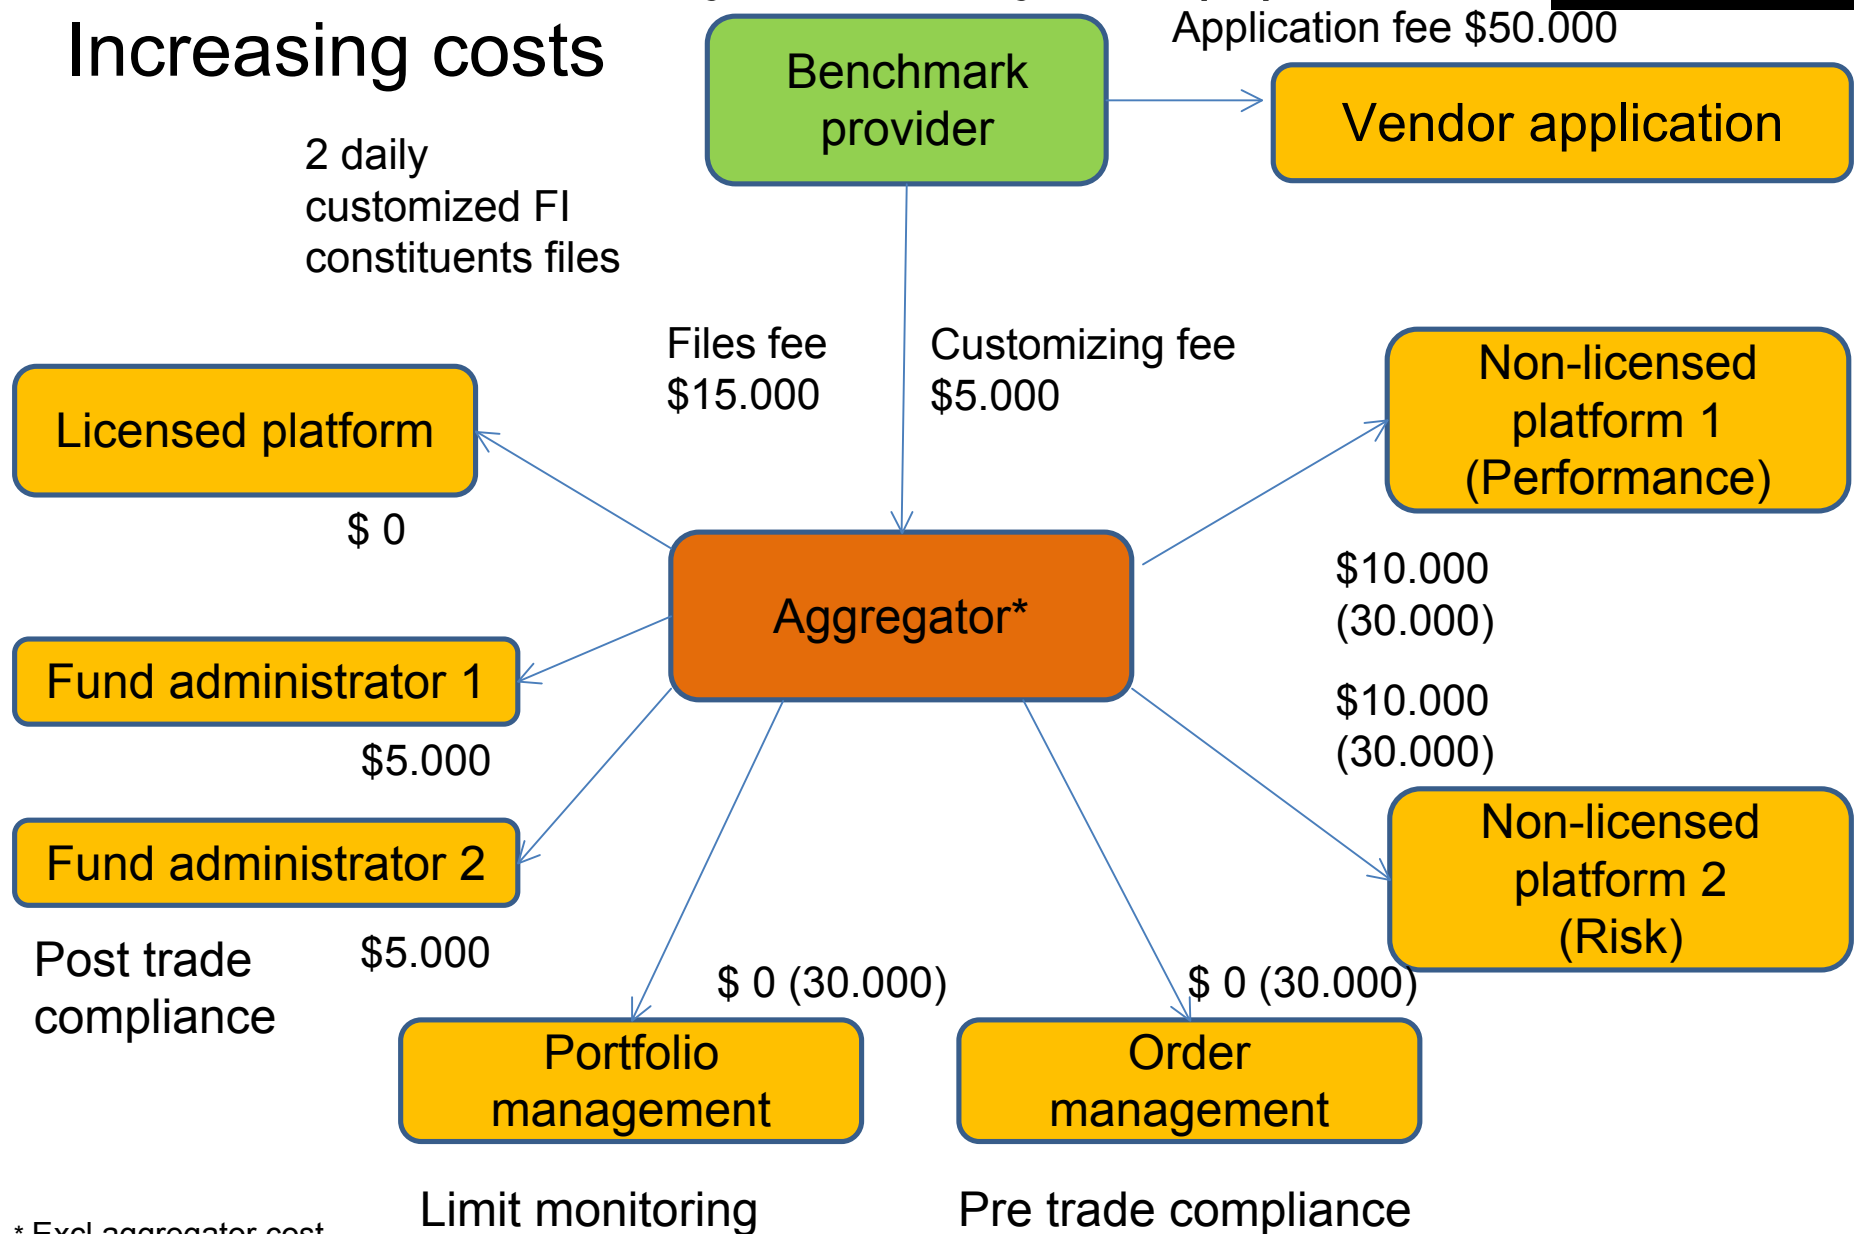 Increasing costs
Application fee $50.000
Benchmark
provider
Vendor application
2 daily
customized FI
constituents files
Files fee
$15.000
Customizing fee
$5.000
Licensed platform
$ 0
Non-licensed
platform 1
(Performance)
$10.000
(30.000)
Aggregator*
Fund administrator 1
$5.000
$10.000
(30.000)
Fund administrator 2
$5.000
Non-licensed
platform 2
(Risk)
Post trade
compliance
$ 0 (30.000)
$ 0 (30.000)
Portfolio
management
Order
management
Limit monitoring
Pre trade compliance
* Excl aggregator cost